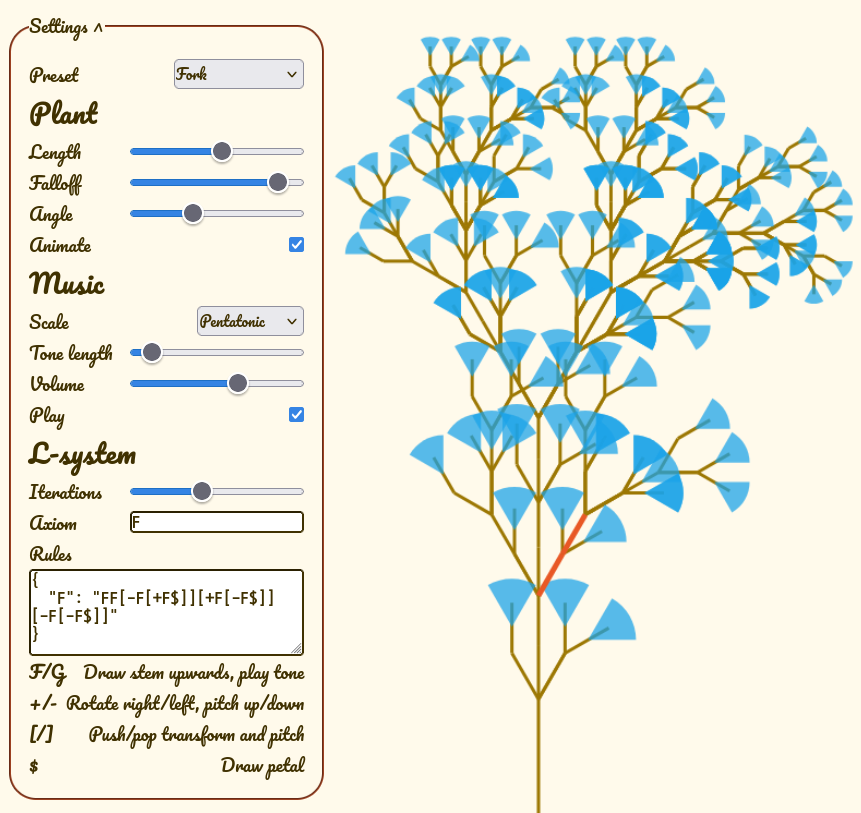 Settings ^
Preset Fork
Plant
Length
Falloff
Angle
Animate
Music
Scale Pentatonic
Tone length
Volume
Play
L-system
Iterations
Axiom F
Rules
{
"F": "FF[-F[+F$]][+F[-F$]]
[-F[-F$]]"
}
F/G Draw stem upwards, play tone
+/- Rotate right/left, pitch up/down
[/] Push/pop transform and pitch
$ Draw petal